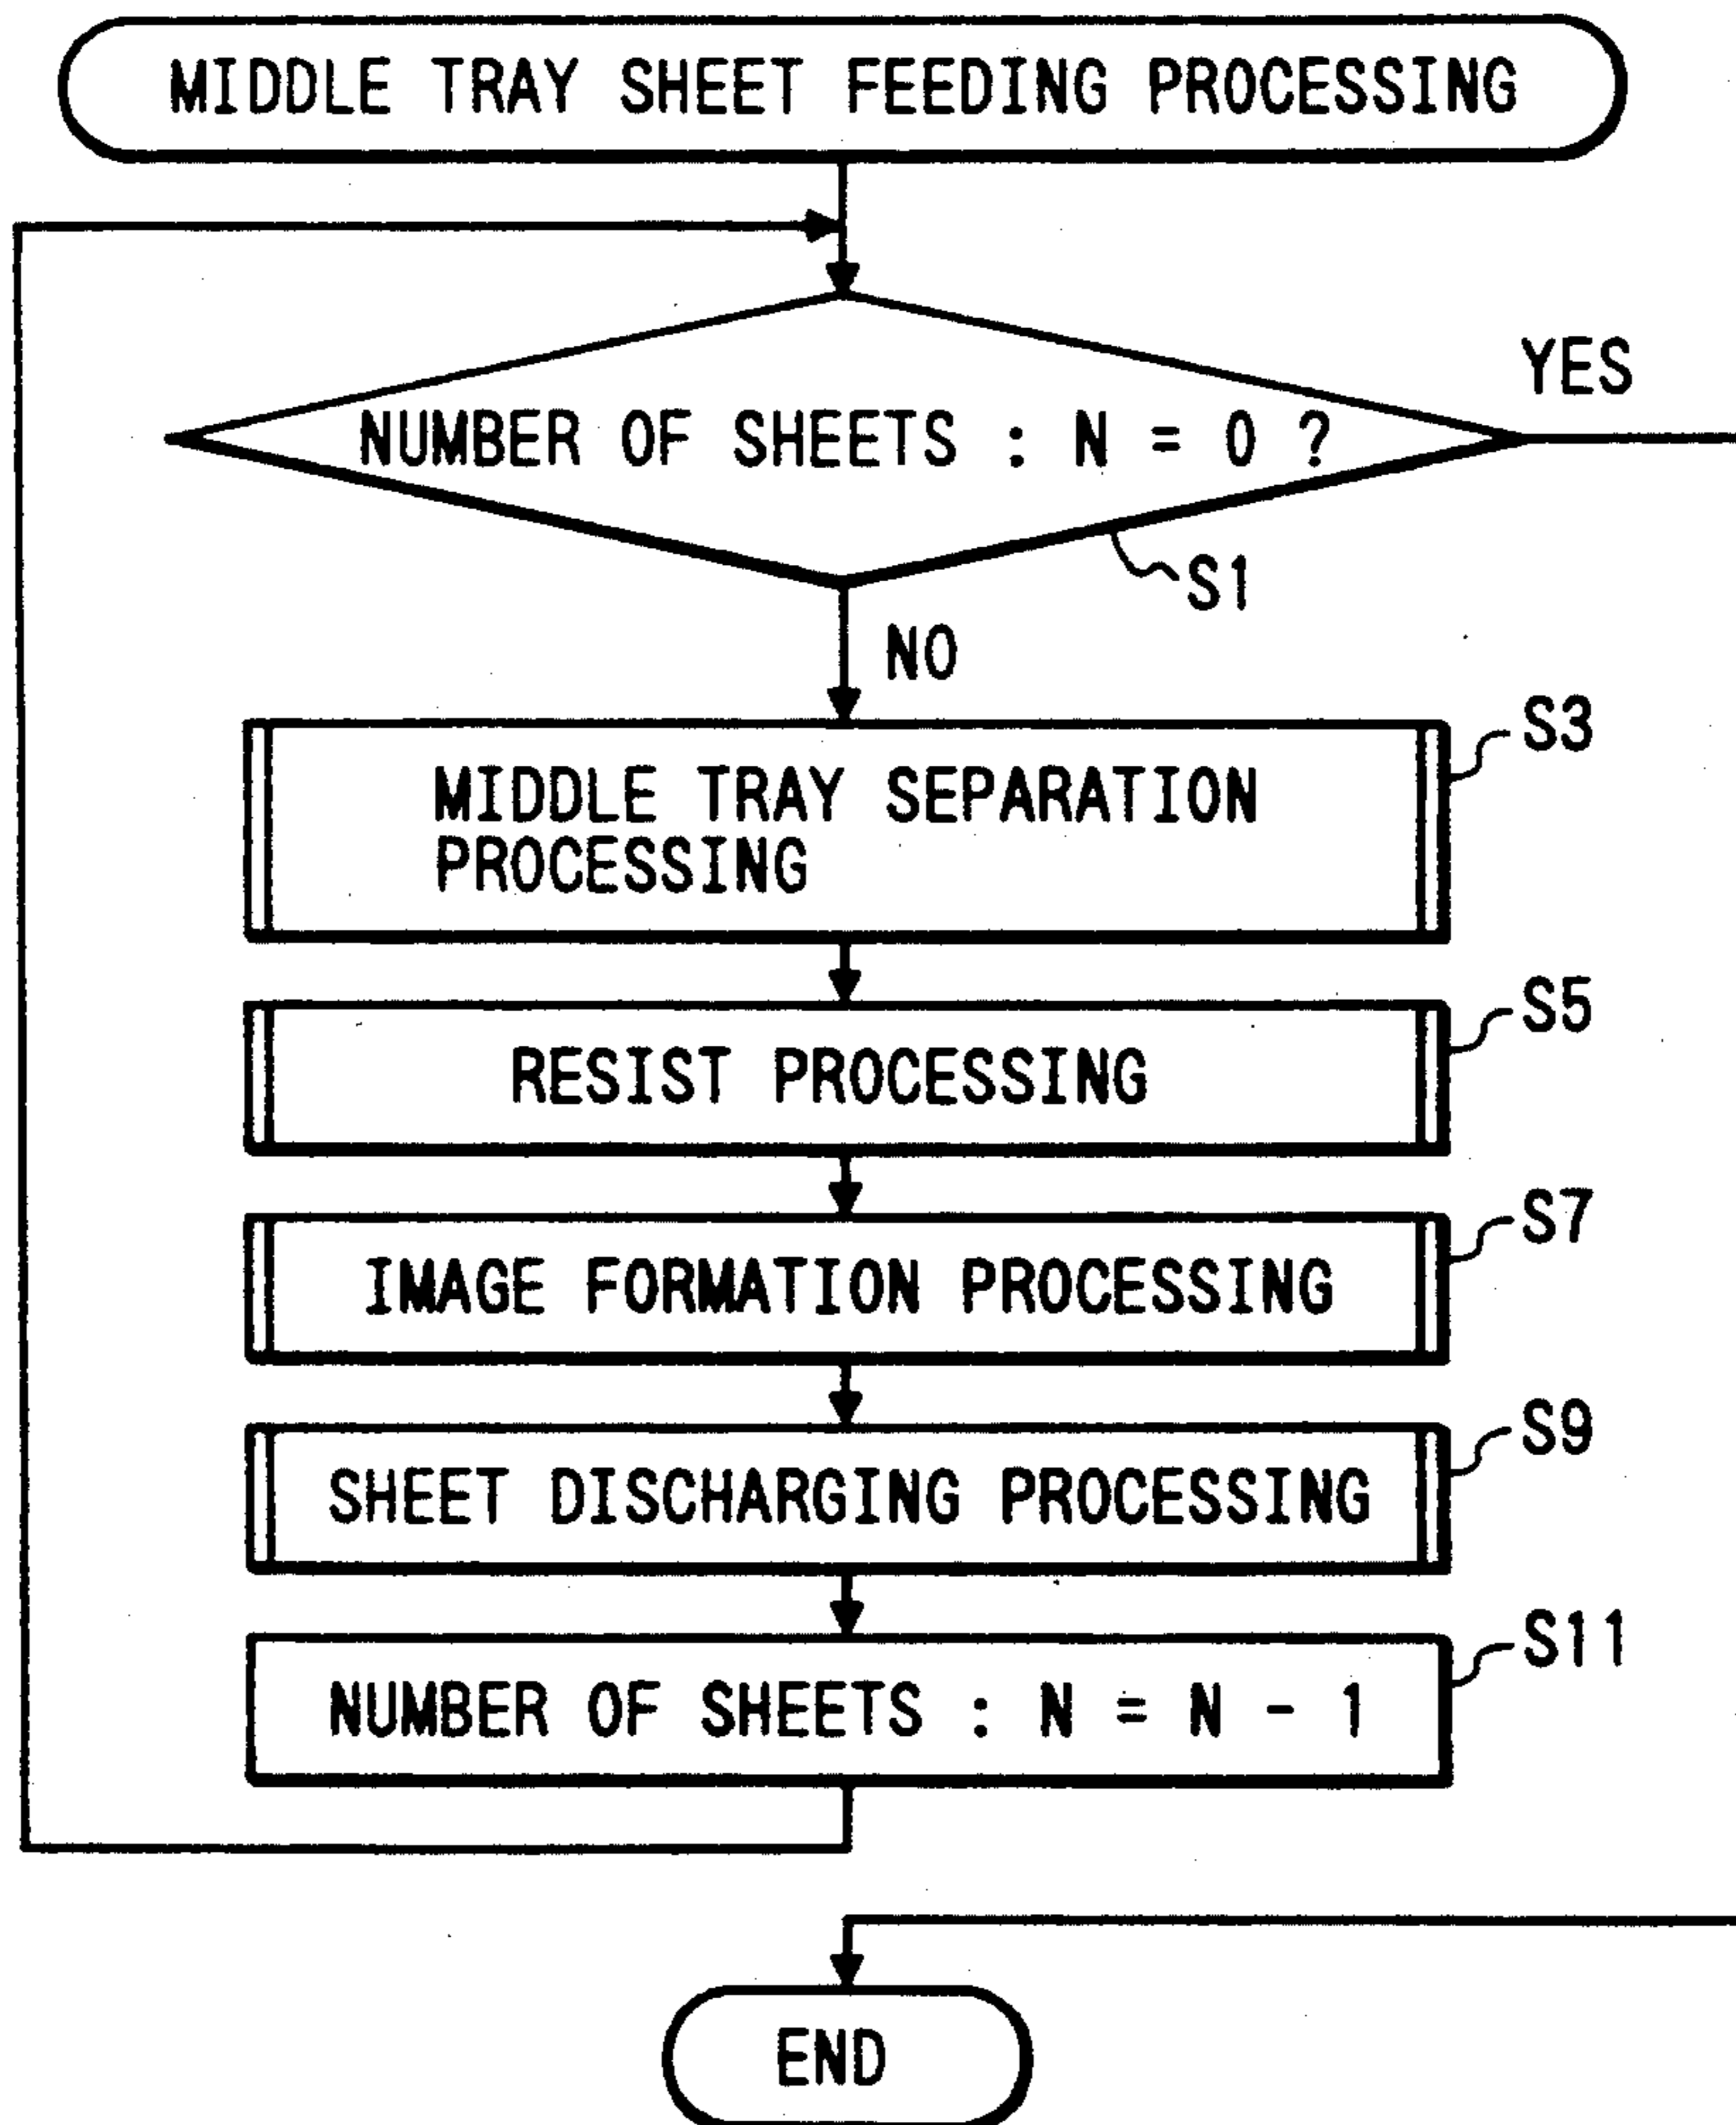 MIDDLE TRAY SHEET FEEDING PROCESSING
YES
NUMBER OF SHEETS : N = 0 ?
S1
NO
S3
MIDDLE TRAY SEPARATION
PROCESSING
S5
RESIST PROCESSING
S7
IMAGE FORMATION PROCESSING
S9
SHEET DISCHARGING PROCESSING
S11
NUMBER OF SHEETS : N = N - 1
END